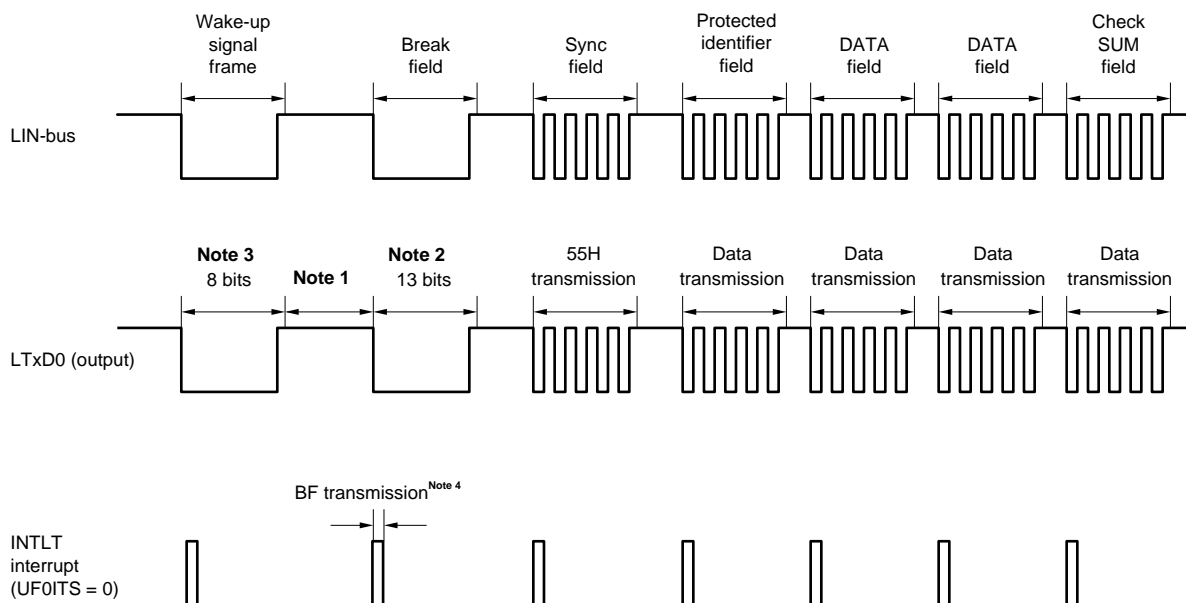 Wake-up
signal
frame
Break
field
Sync
field
Protected
identifier
field
DATA
field
DATA
field
Check
SUM
field
LIN-bus
Note 3
8 bits
Note 1
Note 2
13 bits
55H
transmission
Data
transmission
Data
transmission
Data
transmission
Data
transmission
LTxD0 (output)
BF transmission Note 4
INTLT
interrupt
(UF0ITS = 0)